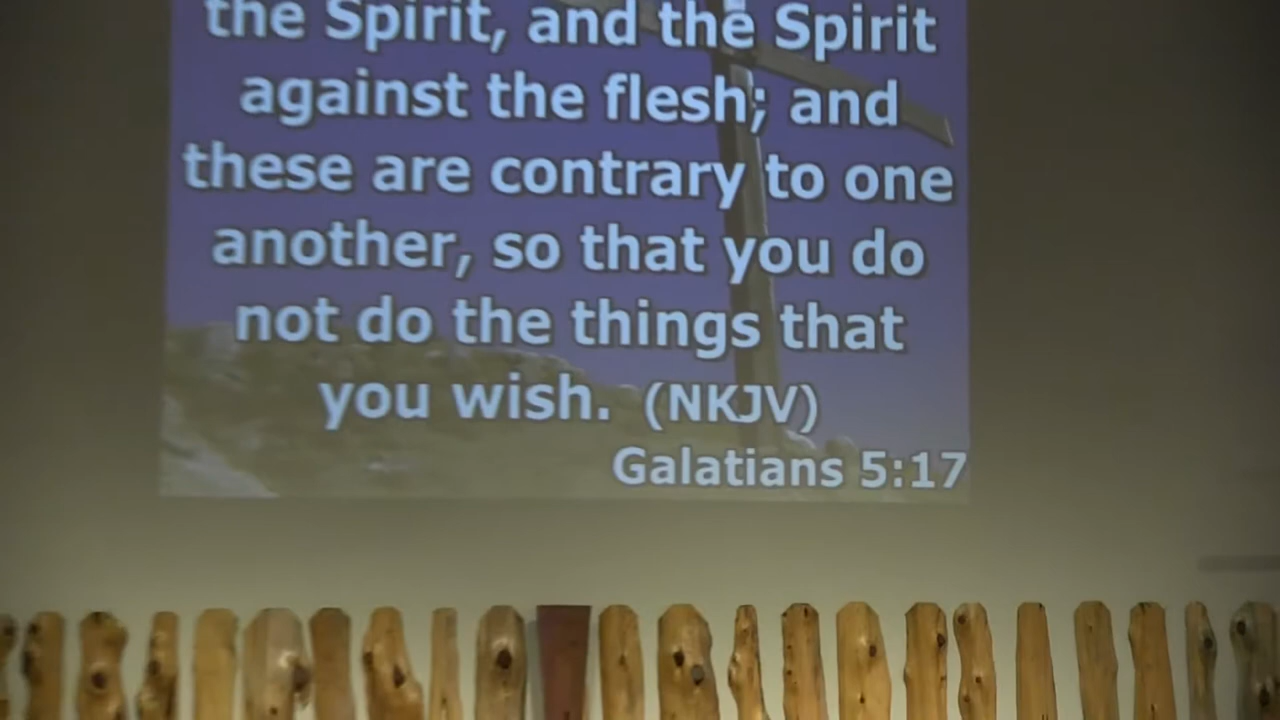 the Spirit, and the Spirit
against the flesh; and
these are contrary to one
another, so that you do
not do the things that
you wish. (NKJV)
Galatians 5:17